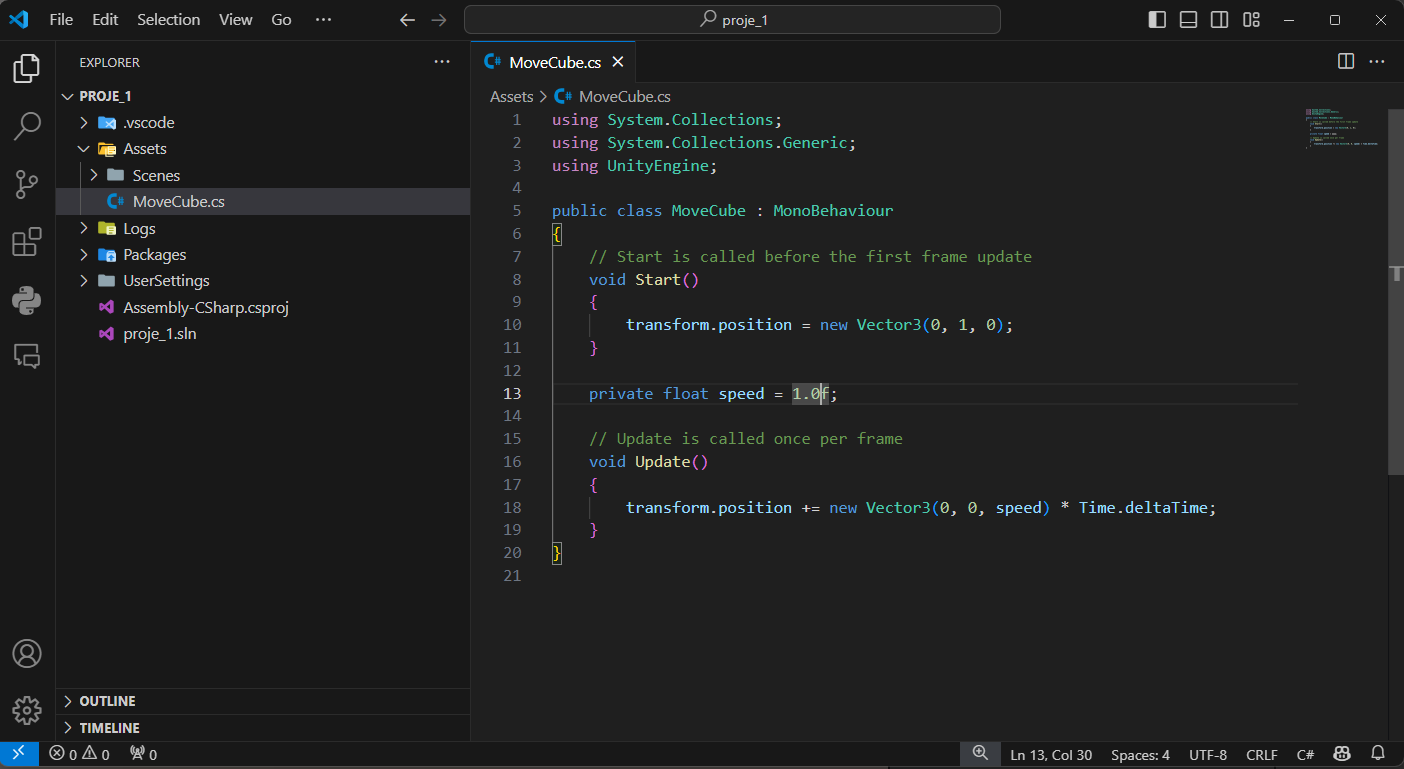 File Edit Selection View Go ··· proje_1
EXPLORER ···
PROJE_1
.vscode
Assets
Scenes
MoveCube.cs
Logs
Packages
UserSettings
Assembly-CSharp.csproj
proje_1.sln
OUTLINE
TIMELINE
MoveCube.cs
Assets > MoveCube.cs
1 using System.Collections;
2 using System.Collections.Generic;
3 using UnityEngine;
4
5 public class MoveCube : MonoBehaviour
6 {
7 // Start is called before the first frame update
8 void Start()
9 {
10 transform.position = new Vector3(0, 1, 0);
11 }
12
13 private float speed = 1.0f;
14
15 // Update is called once per frame
16 void Update()
17 {
18 transform.position += new Vector3(0, 0, speed) * Time.deltaTime;
19 }
20 }
21
0 0 0 Ln 13, Col 30 Spaces: 4 UTF-8 CRLF C#